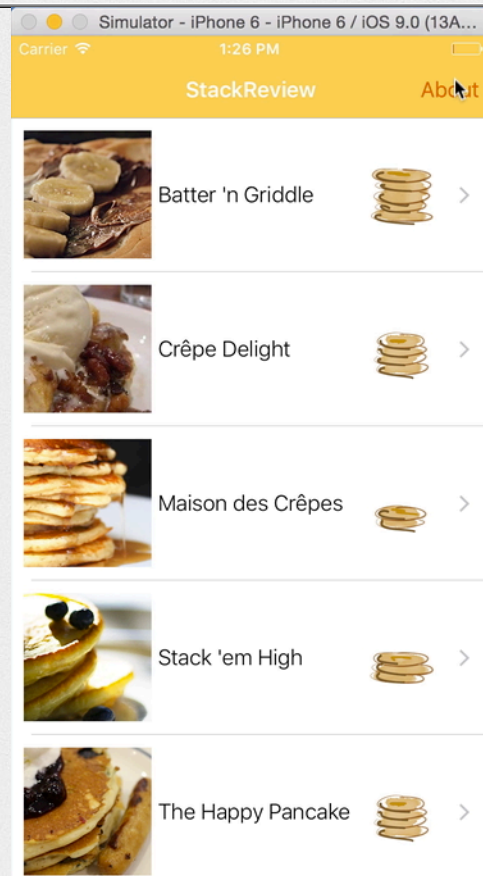 Simulator - iPhone 6 - iPhone 6 / iOS 9.0 (13A...
Carrier 1:26 PM
StackReview About
Batter 'n Griddle
Crêpe Delight
Maison des Crêpes
Stack 'em High
The Happy Pancake